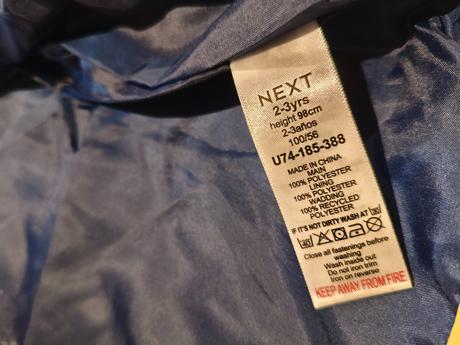 NEXT
2-3yrs
height 98cm
2-3años
100/56
U74-185-388
MADE IN CHINA
MAIN
100% POLYESTER
LINING
100% POLYESTER
WADDING
100% RECYCLED
POLYESTER
IF IT'S NOT DIRTY WASH AT 30
40
Close all fastenings before
washing
Wash inside out
Do not iron trim
Iron on reverse
KEEP AWAY FROM FIRE